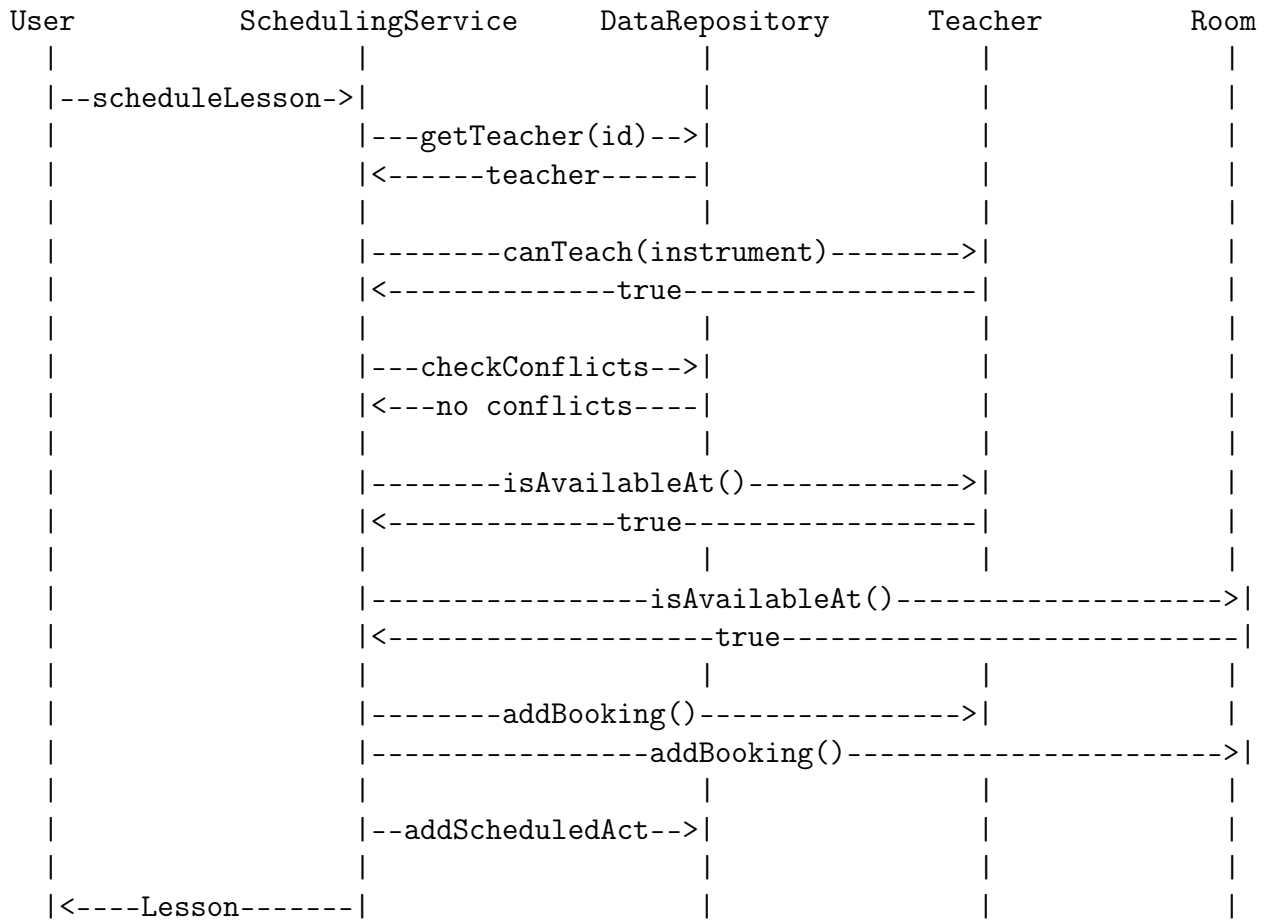 User SchedulingService DataRepository Teacher Room
| | | | |
|--scheduleLesson->| | | |
| |---getTeacher(id)-->| | |
| |<------teacher------| | |
| | | | |
| |--------canTeach(instrument)-------->| |
| |<--------------true------------------| |
| | | | |
| |---checkConflicts-->| | |
| |<---no conflicts----| | |
| | | | |
| |--------isAvailableAt()------------->| |
| |<--------------true------------------| |
| | | | |
| |-----------------isAvailableAt()-------------------->|
| |<--------------------true----------------------------|
| | | | |
| |--------addBooking()---------------->| |
| |-----------------addBooking()----------------------->|
| | | | |
| |--addScheduledAct-->| | |
| | | | |
|<----Lesson-------| | | |